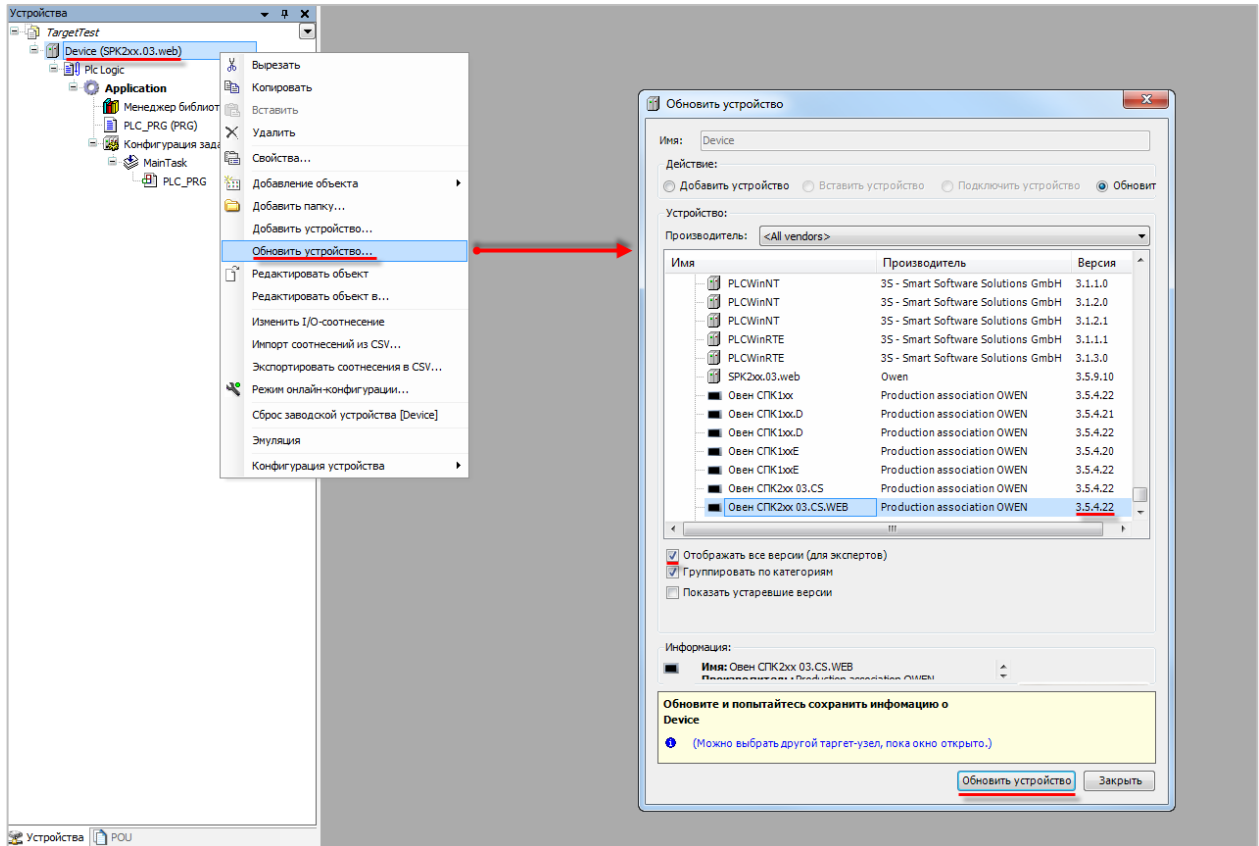 Устройства
TargetTest
Device (SPK2xx.03.web)
Plc Logic
Application
Менеджер библиот
PLC_PRG (PRG)
Конфигурация зада
MainTask
PLC_PRG
Вырезать
Копировать
Вставить
Удалить
Свойства...
Добавление объекта
Добавить папку...
Добавить устройство...
Обновить устройство...
Редактировать объект
Редактировать объект в...
Изменить I/O-соотнесение
Импорт соотнесений из CSV...
Экспортировать соотнесения в CSV...
Режим онлайн-конфигурации...
Сброс заводской устройства [Device]
Эмуляция
Конфигурация устройства
Обновить устройство
Имя: Device
Действие:
Добавить устройство Вставить устройство Подключить устройство Обновит
Устройство:
Производитель: <All vendors>
Имя Производитель Версия
PLCWinNT 3S - Smart Software Solutions GmbH 3.1.1.0
PLCWinNT 3S - Smart Software Solutions GmbH 3.1.2.0
PLCWinNT 3S - Smart Software Solutions GmbH 3.1.2.1
PLCWinRTE 3S - Smart Software Solutions GmbH 3.1.1.1
PLCWinRTE 3S - Smart Software Solutions GmbH 3.1.3.0
SPK2xx.03.web Owen 3.5.9.10
Овен СПК1xx Production association OWEN 3.5.4.22
Овен СПК1xx.D Production association OWEN 3.5.4.21
Овен СПК1xx.D Production association OWEN 3.5.4.22
Овен СПК1xxE Production association OWEN 3.5.4.20
Овен СПК1xxE Production association OWEN 3.5.4.22
Овен СПК2xx 03.CS Production association OWEN 3.5.4.22
Овен СПК2xx 03.CS.WEB Production association OWEN 3.5.4.22
Отображать все версии (для экспертов)
Группировать по категориям
Показать устаревшие версии
Информация:
Имя: Овен СПК2xx 03.CS.WEB
Производитель: Production association OWEN
Обновите и попытайтесь сохранить инфомацию о
Device
(Можно выбрать другой таргет-узел, пока окно открыто.)
Обновить устройство Закрыть
Устройства POU